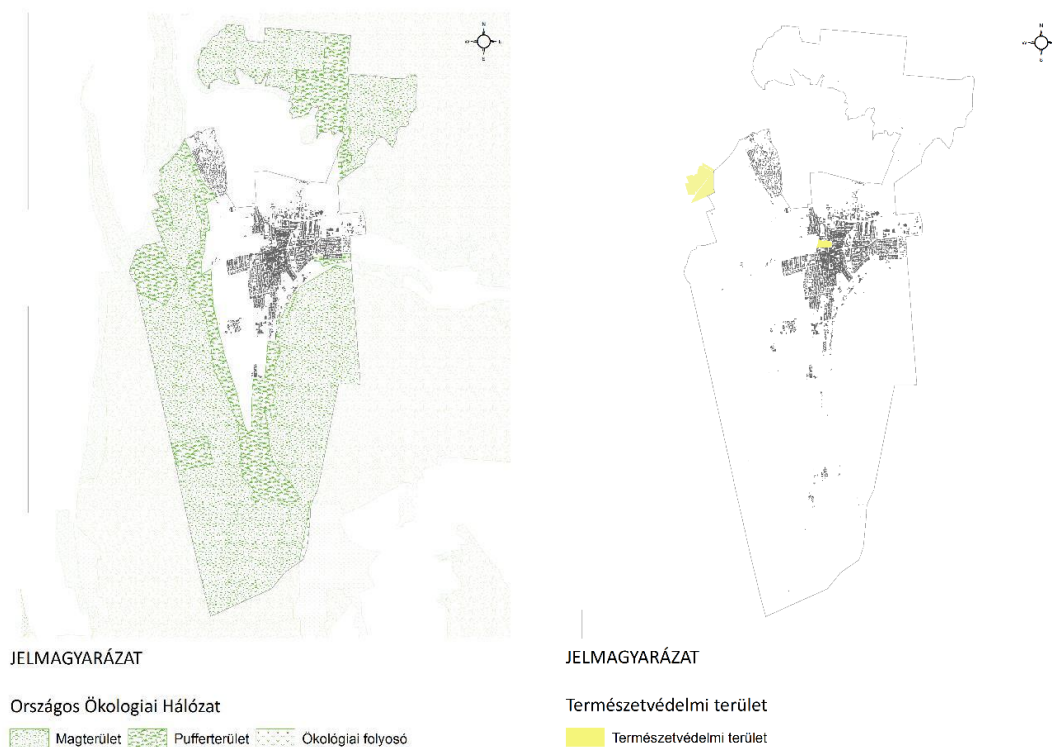 JELMAGYARÁZAT
Országos Ökologiai Hálózat
Magterület Pufferterület Ökológiai folyosó
JELMAGYARÁZAT
Természetvédelmi terület
Természetvédelmi terület